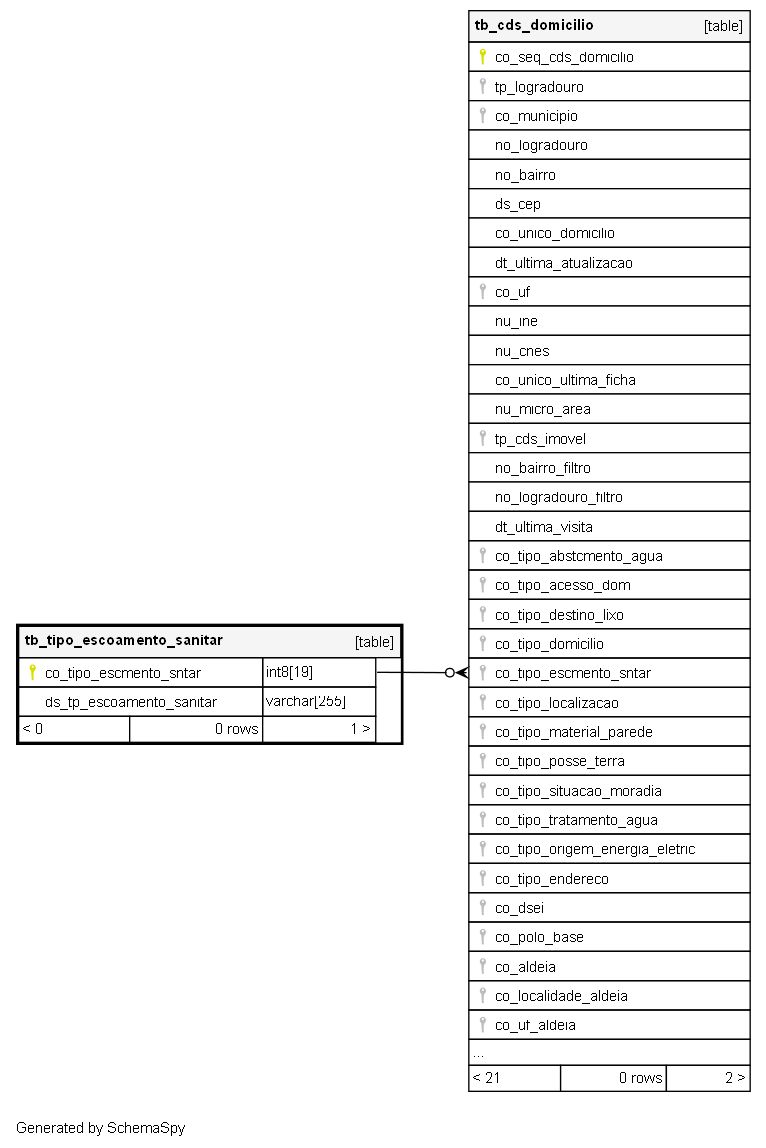 tb_cds_domicilio [table]
co_seq_cds_domicilio
tp_logradouro
co_municipio
no_logradouro
no_bairro
ds_cep
co_unico_domicilio
dt_ultima_atualizacao
co_uf
nu_ine
nu_cnes
co_unico_ultima_ficha
nu_micro_area
tp_cds_imovel
no_bairro_filtro
no_logradouro_filtro
dt_ultima_visita
co_tipo_abstcmento_agua
co_tipo_acesso_dom
co_tipo_destino_lixo
co_tipo_domicilio
co_tipo_escmento_sntar
co_tipo_localizacao
co_tipo_material_parede
co_tipo_posse_terra
co_tipo_situacao_moradia
co_tipo_tratamento_agua
co_tipo_origem_energia_eletric
co_tipo_endereco
co_dsei
co_polo_base
co_aldeia
co_localidade_aldeia
co_uf_aldeia
...
< 21 0 rows 2 >
tb_tipo_escoamento_sanitar [table]
co_tipo_escmento_sntar int8[19]
ds_tp_escoamento_sanitar varchar[255]
< 0 0 rows 1 >
Generated by SchemaSpy